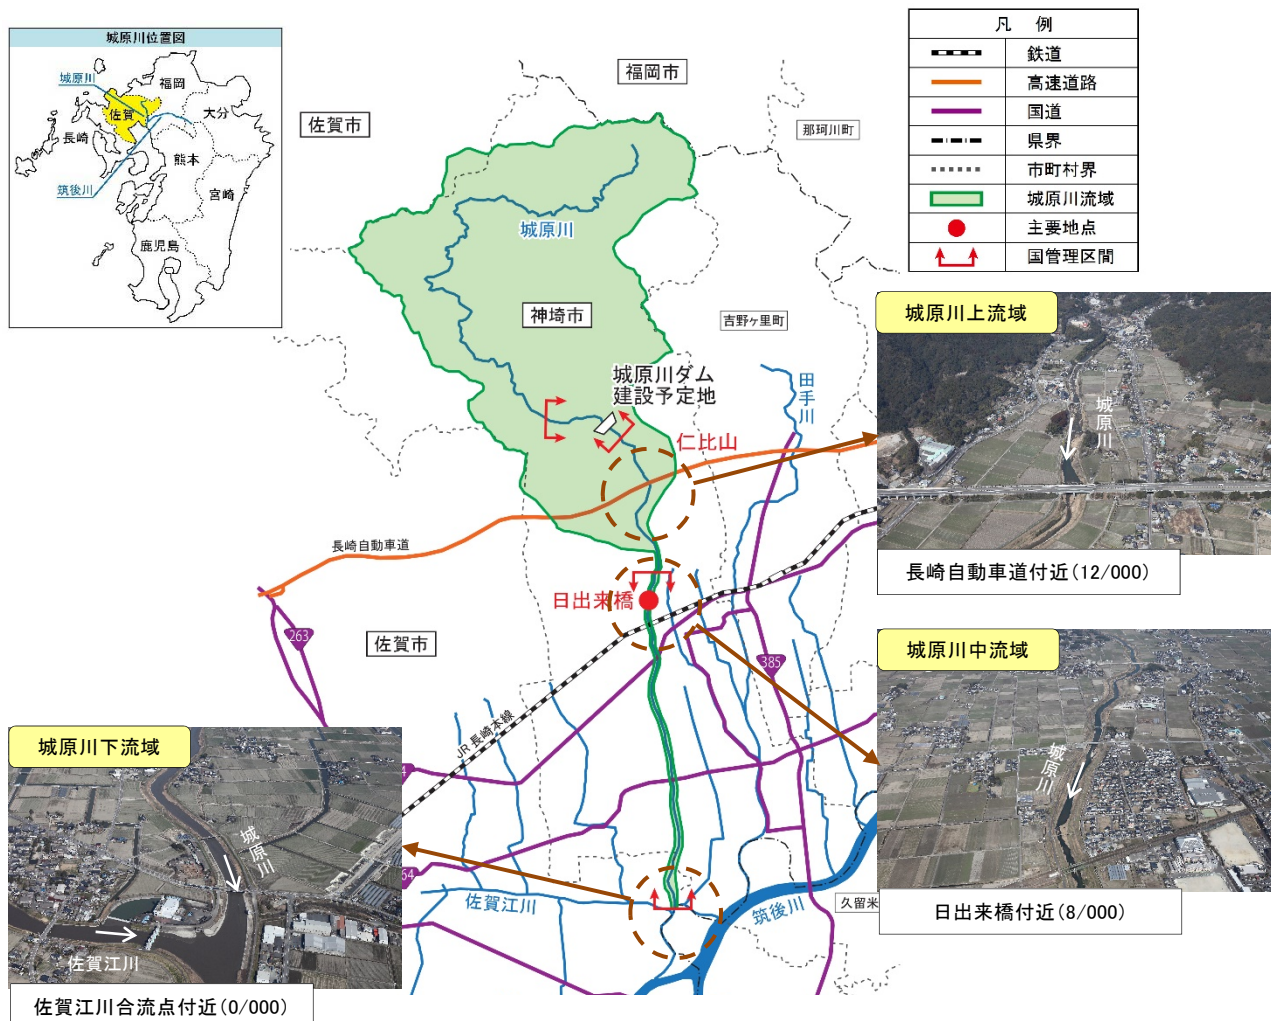 城原川位置図
城原川
福岡
佐賀
大分
長崎
熊本
筑後川
宮崎
鹿児島
福岡市
佐賀市
那珂川町
城原川
神埼市
吉野ヶ里町
城原川ダム
建設予定地
田手川
仁比山
長崎自動車道
日出来橋
佐賀市
263
385
JR長崎本線
64
佐賀江川
筑後川
久留米
凡 例
鉄道
高速道路
国道
県界
市町村界
城原川流域
主要地点
国管理区間
城原川上流域
城原川
長崎自動車道付近(12/000)
城原川中流域
城原川
日出来橋付近(8/000)
城原川下流域
城原川
佐賀江川
佐賀江川合流点付近(0/000)